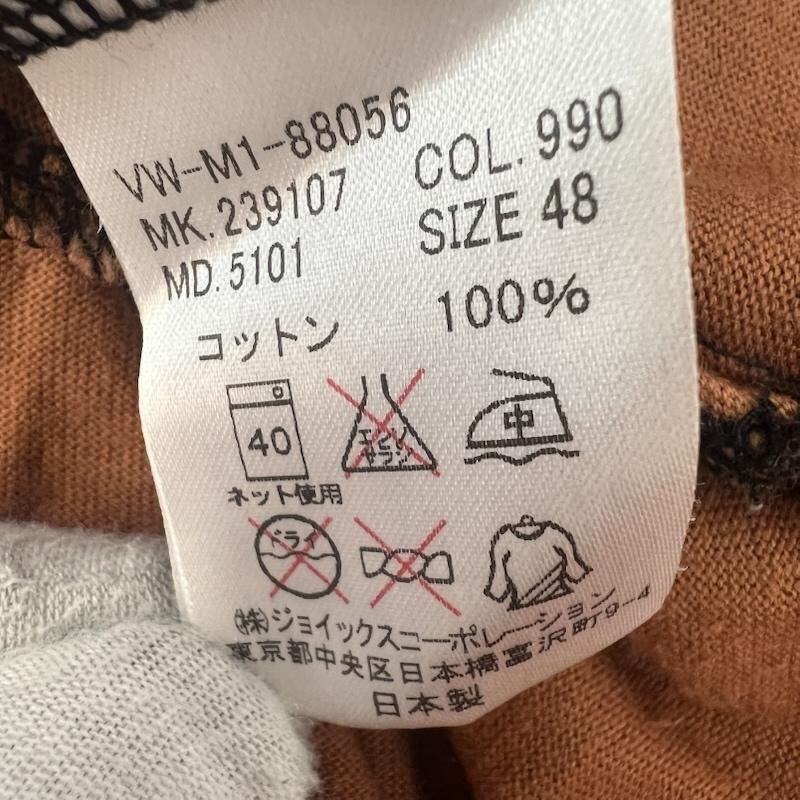 VW-M1-88056
MK.239107 COL.990
MD.5101 SIZE 48
コットン 100%
40
エンソ
サラシ
中
ネット使用
ドライ
(株)ジョイックスコーポレーション
東京都中央区日本橋富沢町9-4
日本製